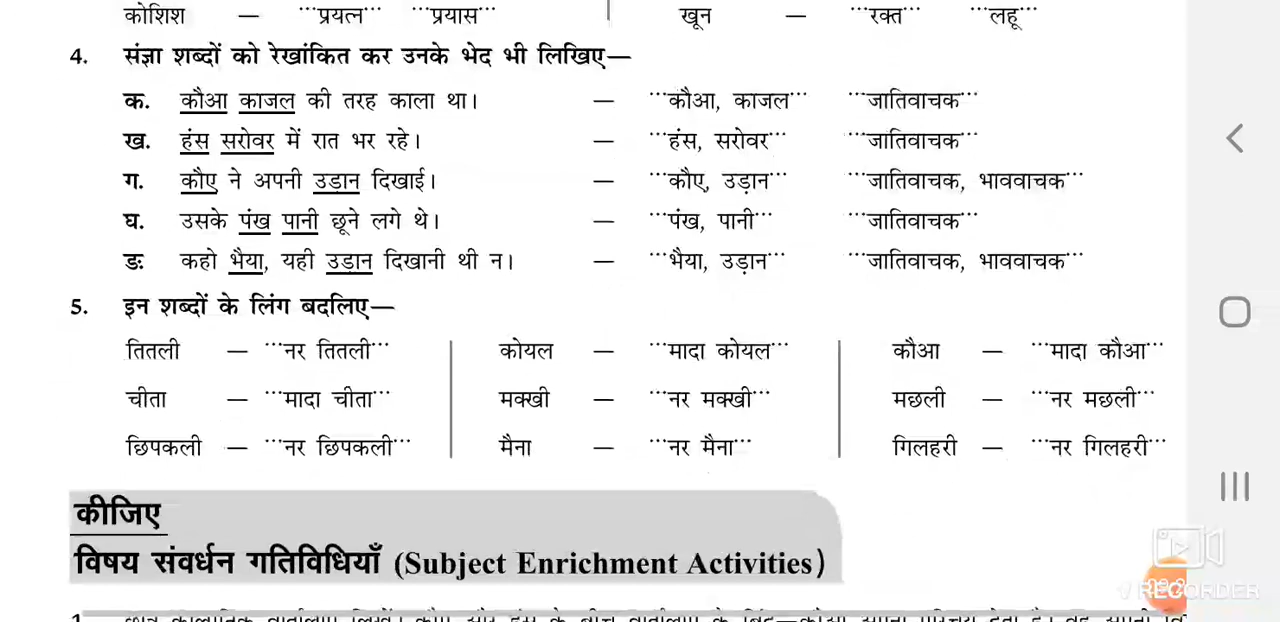 कोशिश — ···प्रयत्न··· ···प्रयास··· खून — ···रक्त··· ···लहू···
4. संज्ञा शब्दों को रेखांकित कर उनके भेद भी लिखिए—
क. कौआ काजल की तरह काला था। — ···कौआ, काजल··· ···जातिवाचक···
ख. हंस सरोवर में रात भर रहे। — ···हंस, सरोवर··· ···जातिवाचक···
ग. कौए ने अपनी उड़ान दिखाई। — ···कौए, उड़ान··· ···जातिवाचक, भाववाचक···
घ. उसके पंख पानी छूने लगे थे। — ···पंख, पानी··· ···जातिवाचक···
ङ. कहो भैया, यही उड़ान दिखानी थी न। — ···भैया, उड़ान··· ···जातिवाचक, भाववाचक···
5. इन शब्दों के लिंग बदलिए—
तितली — ···नर तितली··· कोयल — ···मादा कोयल··· कौआ — ···मादा कौआ···
चीता — ···मादा चीता··· मक्खी — ···नर मक्खी··· मछली — ···नर मछली···
छिपकली — ···नर छिपकली··· मैना — ···नर मैना··· गिलहरी — ···नर गिलहरी···
कीजिए
विषय संवर्धन गतिविधियाँ (Subject Enrichment Activities)
RECORDER